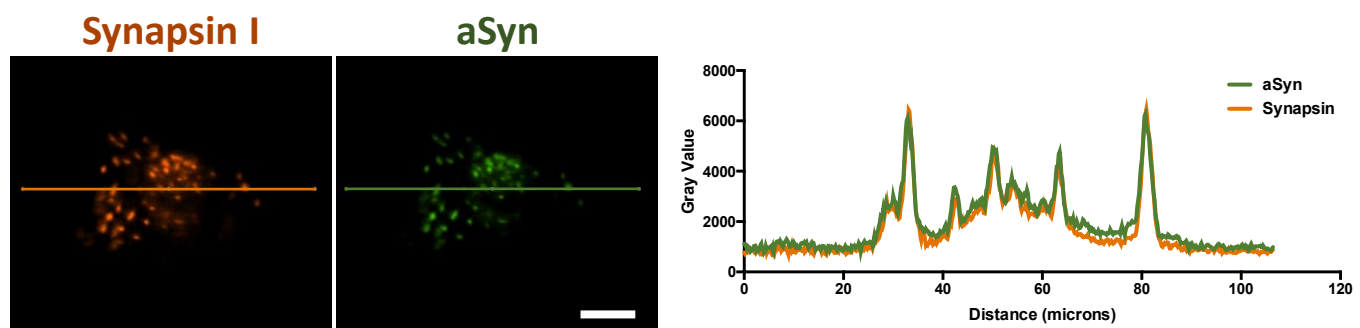 Synapsin I
aSyn
8000
6000
4000
2000
0
Gray Value
aSyn
Synapsin
0 20 40 60 80 100 120
Distance (microns)